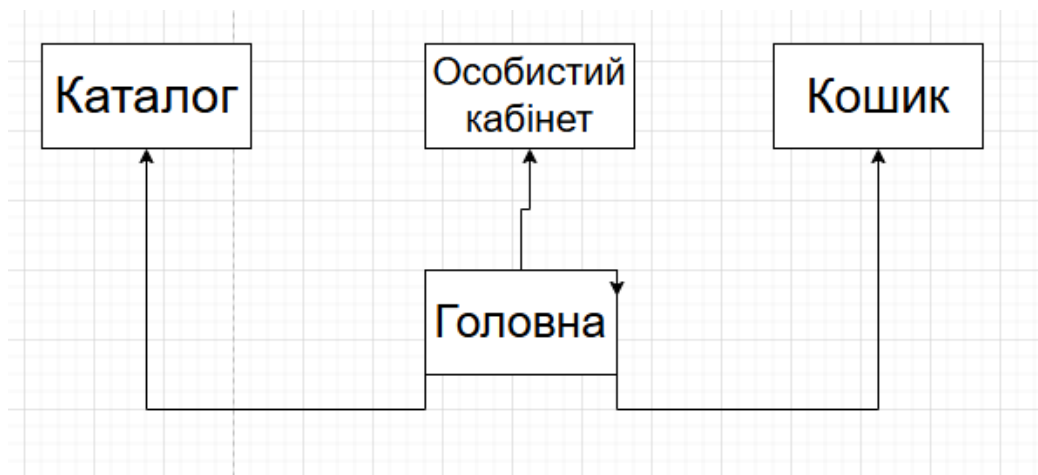 Каталог
Особистий
кабінет
Кошик
Головна